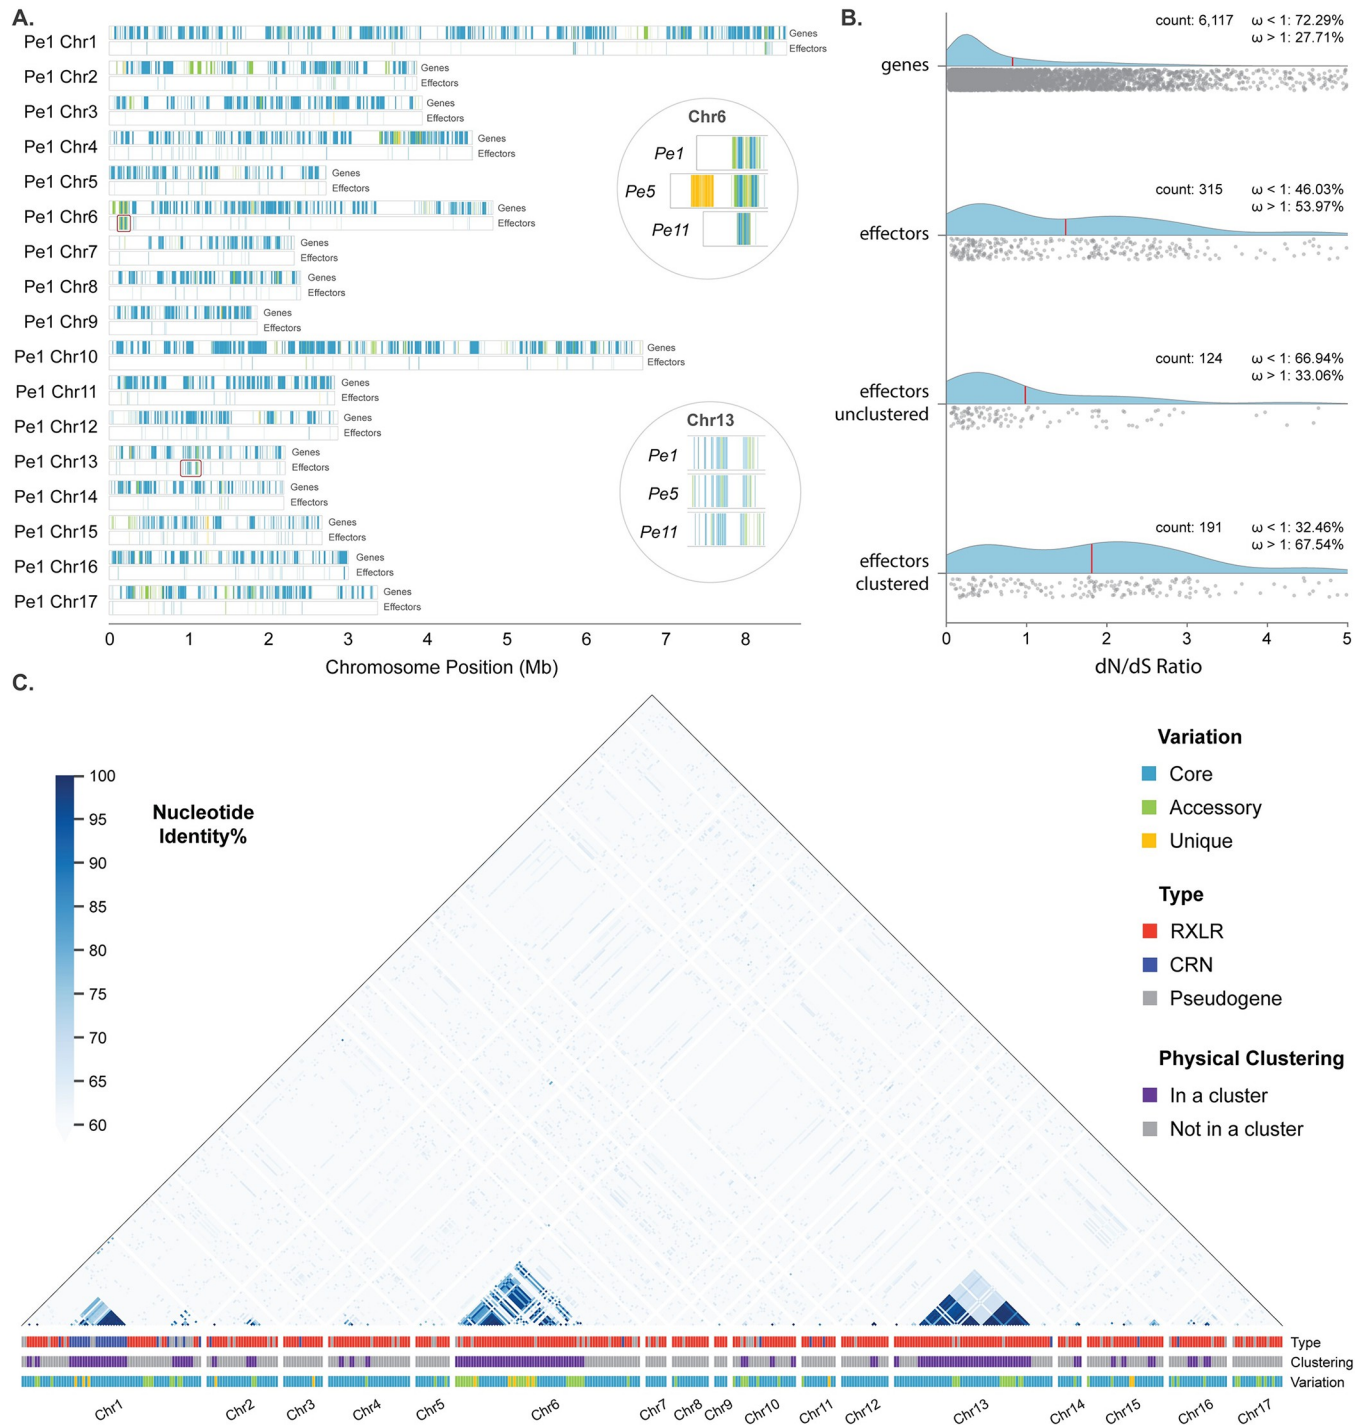 A.
Pe1 Chr1
Genes
Effectors
Pe1 Chr2
Genes
Effectors
Pe1 Chr3
Genes
Effectors
Pe1 Chr4
Genes
Effectors
Pe1 Chr5
Genes
Effectors
Pe1 Chr6
Genes
Effectors
Pe1 Chr7
Genes
Effectors
Pe1 Chr8
Genes
Effectors
Pe1 Chr9
Genes
Effectors
Pe1 Chr10
Genes
Effectors
Pe1 Chr11
Genes
Effectors
Pe1 Chr12
Genes
Effectors
Pe1 Chr13
Genes
Effectors
Pe1 Chr14
Genes
Effectors
Pe1 Chr15
Genes
Effectors
Pe1 Chr16
Genes
Effectors
Pe1 Chr17
Genes
Effectors
0 1 2 3 4 5 6 7 8
Chromosome Position (Mb)
Chr6
Pe1
Pe5
Pe11
Chr13
Pe1
Pe5
Pe11
B.
count: 6,117 ω < 1: 72.29%
ω > 1: 27.71%
genes
count: 315 ω < 1: 46.03%
ω > 1: 53.97%
effectors
count: 124 ω < 1: 66.94%
ω > 1: 33.06%
effectors
unclustered
count: 191 ω < 1: 32.46%
ω > 1: 67.54%
effectors
clustered
0 1 2 3 4 5
dN/dS Ratio
C.
100
95
90
85
80
75
70
65
60
Nucleotide
Identity%
Variation
Core
Accessory
Unique
Type
RXLR
CRN
Pseudogene
Physical Clustering
In a cluster
Not in a cluster
Type
Clustering
Variation
Chr1 Chr2 Chr3 Chr4 Chr5 Chr6 Chr7 Chr8 Chr9 Chr10 Chr11 Chr12 Chr13 Chr14 Chr15 Chr16 Chr17